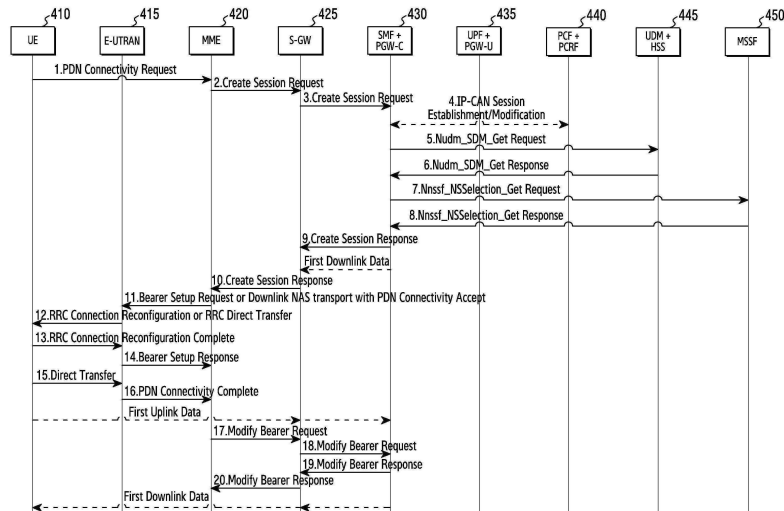 410 415 420 425 430 435 440 445 450
UE E-UTRAN MME S-GW SMF + PGW-C UPF + PGW-U PCF + PCRF UDM + HSS MSSF
1.PDN Connectivity Request
2.Create Session Request
3.Create Session Request
4.IP-CAN Session
Establishment/Modification
5.Nudm_SDM_Get Request
6.Nudm_SDM_Get Response
7.Nnssf_NSSelection_Get Request
8.Nnssf_NSSelection_Get Response
9.Create Session Response
First Downlink Data
10.Create Session Response
11.Bearer Setup Request or Downlink NAS transport with PDN Connectivity Accept
12.RRC Connection Reconfiguration or RRC Direct Transfer
13.RRC Connection Reconfiguration Complete
14.Bearer Setup Response
15.Direct Transfer
16.PDN Connectivity Complete
First Uplink Data
17.Modify Bearer Request
18.Modify Bearer Request
19.Modify Bearer Response
20.Modify Bearer Response
First Downlink Data